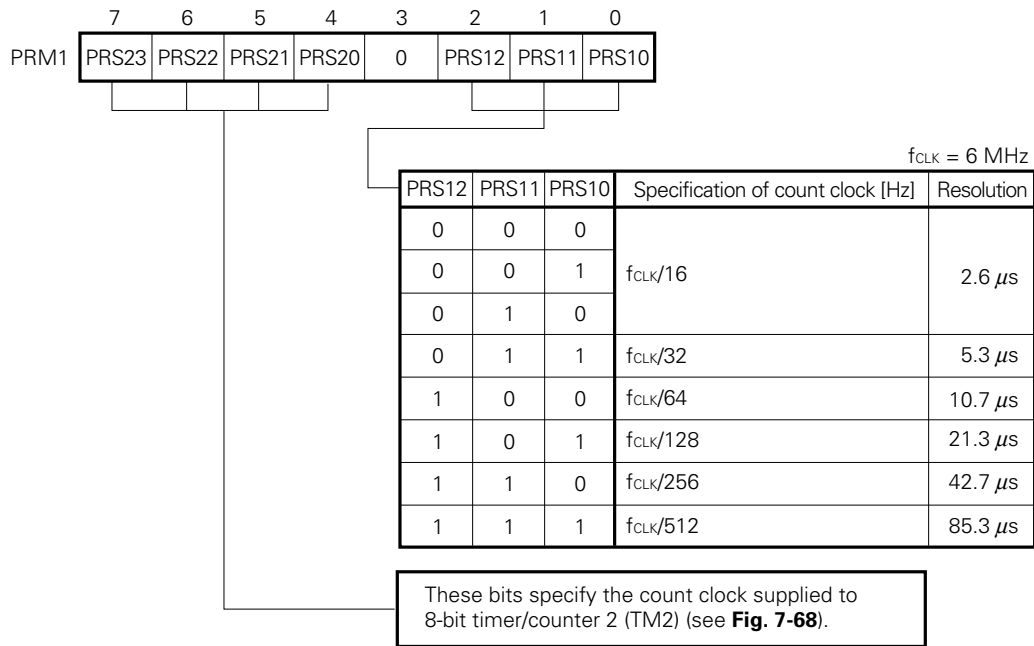 7 6 5 4 3 2 1 0
PRM1 PRS23 PRS22 PRS21 PRS20 0 PRS12 PRS11 PRS10
fCLK = 6 MHz
PRS12 PRS11 PRS10 Specification of count clock [Hz] Resolution
0 0 0
0 0 1 fCLK/16 2.6 μs
0 1 0
0 1 1 fCLK/32 5.3 μs
1 0 0 fCLK/64 10.7 μs
1 0 1 fCLK/128 21.3 μs
1 1 0 fCLK/256 42.7 μs
1 1 1 fCLK/512 85.3 μs
These bits specify the count clock supplied to
8-bit timer/counter 2 (TM2) (see Fig. 7-68).